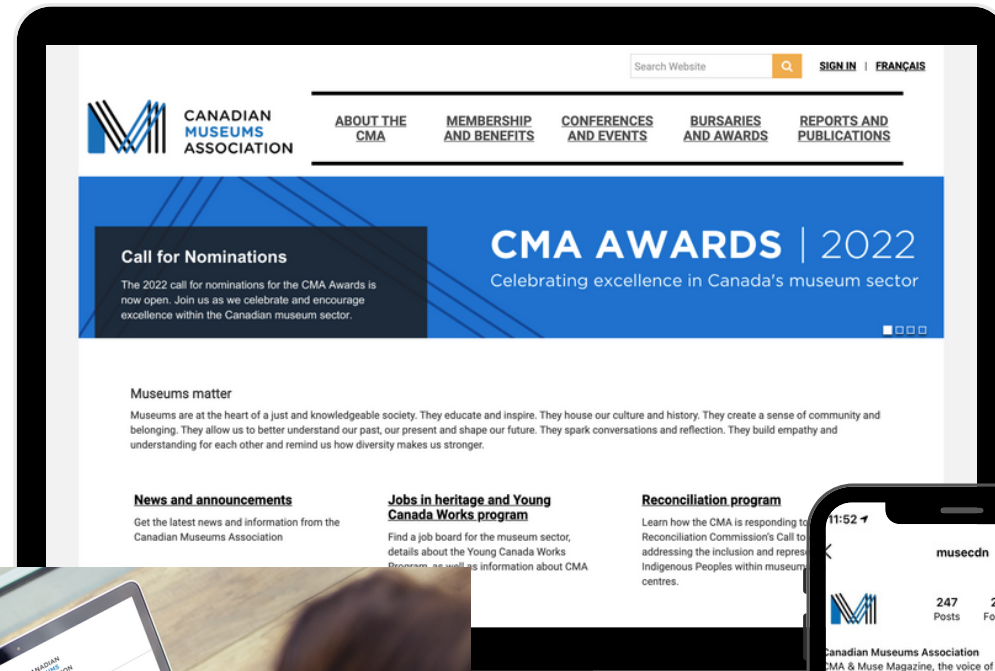 Search Website
SIGN IN | FRANÇAIS
CANADIAN
MUSEUMS
ASSOCIATION
ABOUT THE
CMA
MEMBERSHIP
AND BENEFITS
CONFERENCES
AND EVENTS
BURSARIES
AND AWARDS
REPORTS AND
PUBLICATIONS
Call for Nominations
The 2022 call for nominations for the CMA Awards is
now open. Join us as we celebrate and encourage
excellence within the Canadian museum sector.
CMA AWARDS | 2022
Celebrating excellence in Canada's museum sector
Museums matter
Museums are at the heart of a just and knowledgeable society. They educate and inspire. They house our culture and history. They create a sense of community and
belonging. They allow us to better understand our past, our present and shape our future. They spark conversations and reflection. They build empathy and
understanding for each other and remind us how diversity makes us stronger.
News and announcements
Get the latest news and information from the
Canadian Museums Association
Jobs in heritage and Young
Canada Works program
Find a job board for the museum sector,
details about the Young Canada Works
Program, as well as information about CMA
Reconciliation program
Learn how the CMA is responding to
Reconciliation Commission's Call to
addressing the inclusion and
Indigenous Peoples within museum
centres.
11:52
musecdn
247
Posts
Canadian Museums Association
CMA & Muse Magazine, the voice of